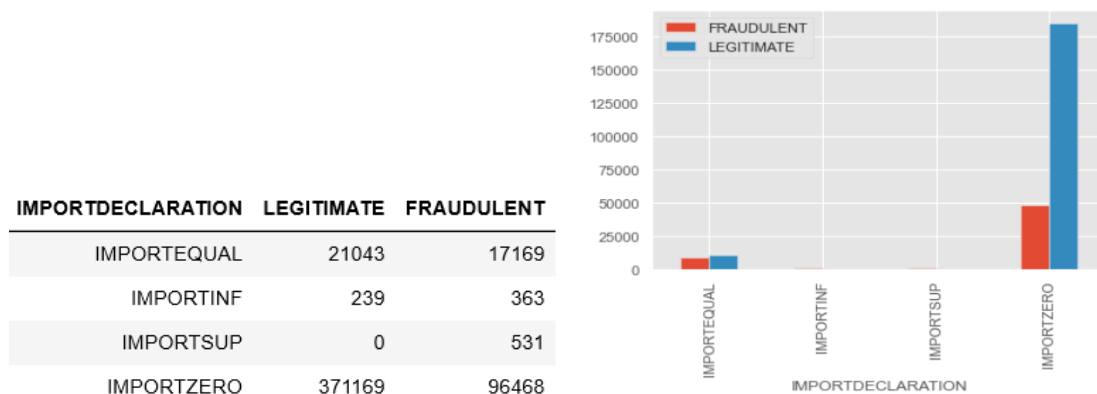 IMPORTDECLARATION LEGITIMATE FRAUDULENT
IMPORTEQUAL 21043 17169
IMPORTINF 239 363
IMPORTSUP 0 531
IMPORTZERO 371169 96468
FRAUDULENT
LEGITIMATE
175000
150000
125000
100000
75000
50000
25000
0
IMPORTEQUAL
IMPORTINF
IMPORTSUP
IMPORTZERO
IMPORTDECLARATION